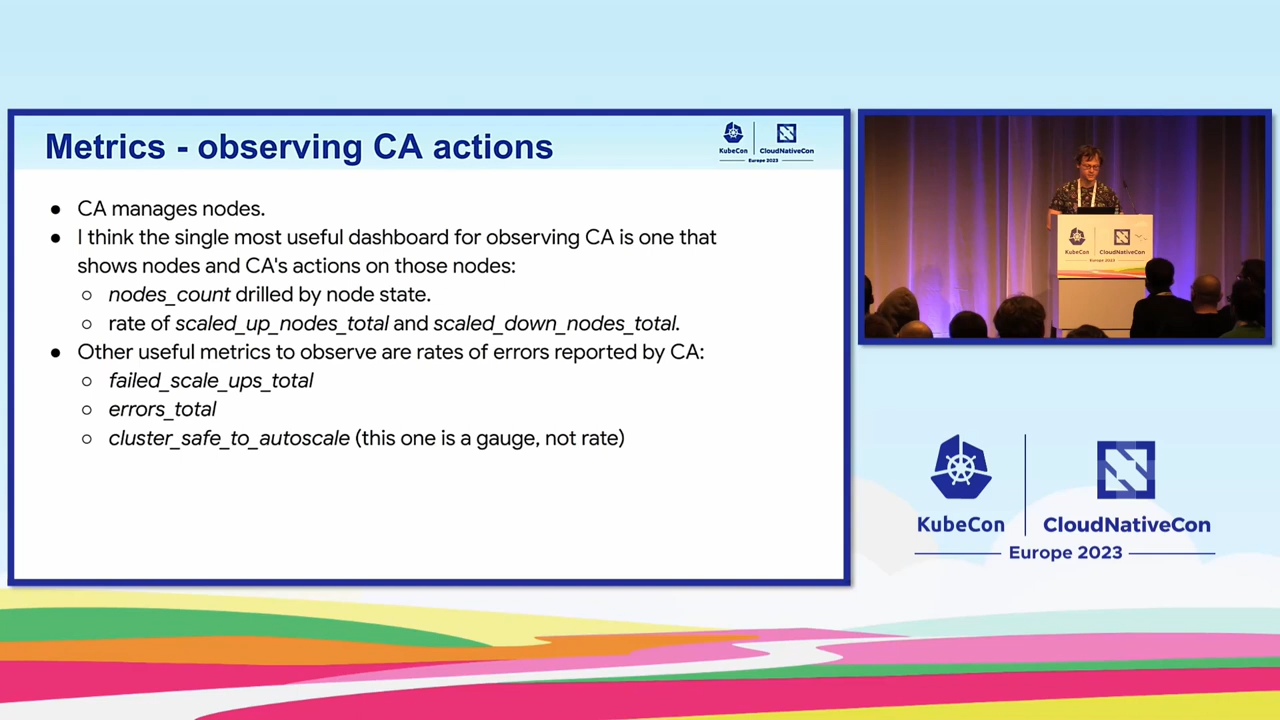 Metrics - observing CA actions
KubeCon
CloudNativeCon
Europe 2023
● CA manages nodes.
● I think the single most useful dashboard for observing CA is one that
shows nodes and CA's actions on those nodes:
○ nodes_count drilled by node state.
○ rate of scaled_up_nodes_total and scaled_down_nodes_total.
● Other useful metrics to observe are rates of errors reported by CA:
○ failed_scale_ups_total
○ errors_total
○ cluster_safe_to_autoscale (this one is a gauge, not rate)
KubeCon
CloudNativeCon
Europe 2023
KubeCon
CloudNativeCon
Europe 2023